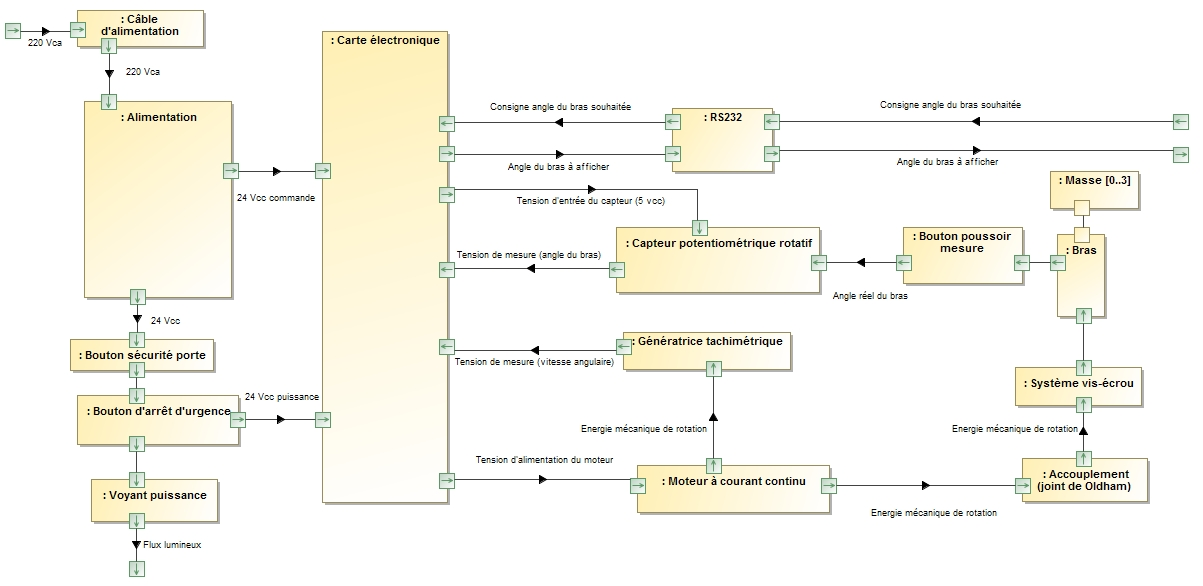 : Câble
d'alimentation
220 Vca
220 Vca
: Alimentation
24 Vcc commande
24 Vcc
: Bouton sécurité porte
: Bouton d'arrêt d'urgence
24 Vcc puissance
: Voyant puissance
Flux lumineux
: Carte électronique
Consigne angle du bras souhaitée
: RS232
Consigne angle du bras souhaitée
Angle du bras à afficher
Angle du bras à afficher
Tension d'entrée du capteur (5 vcc)
: Masse [0..3]
: Capteur potentiométrique rotatif
: Bouton poussoir
mesure
: Bras
Tension de mesure (angle du bras)
Angle réel du bras
: Génératrice tachimétrique
Tension de mesure (vitesse angulaire)
: Système vis-écrou
Energie mécanique de rotation
Energie mécanique de rotation
Tension d'alimentation du moteur
: Moteur à courant continu
: Accouplement
(joint de Oldham)
Energie mécanique de rotation